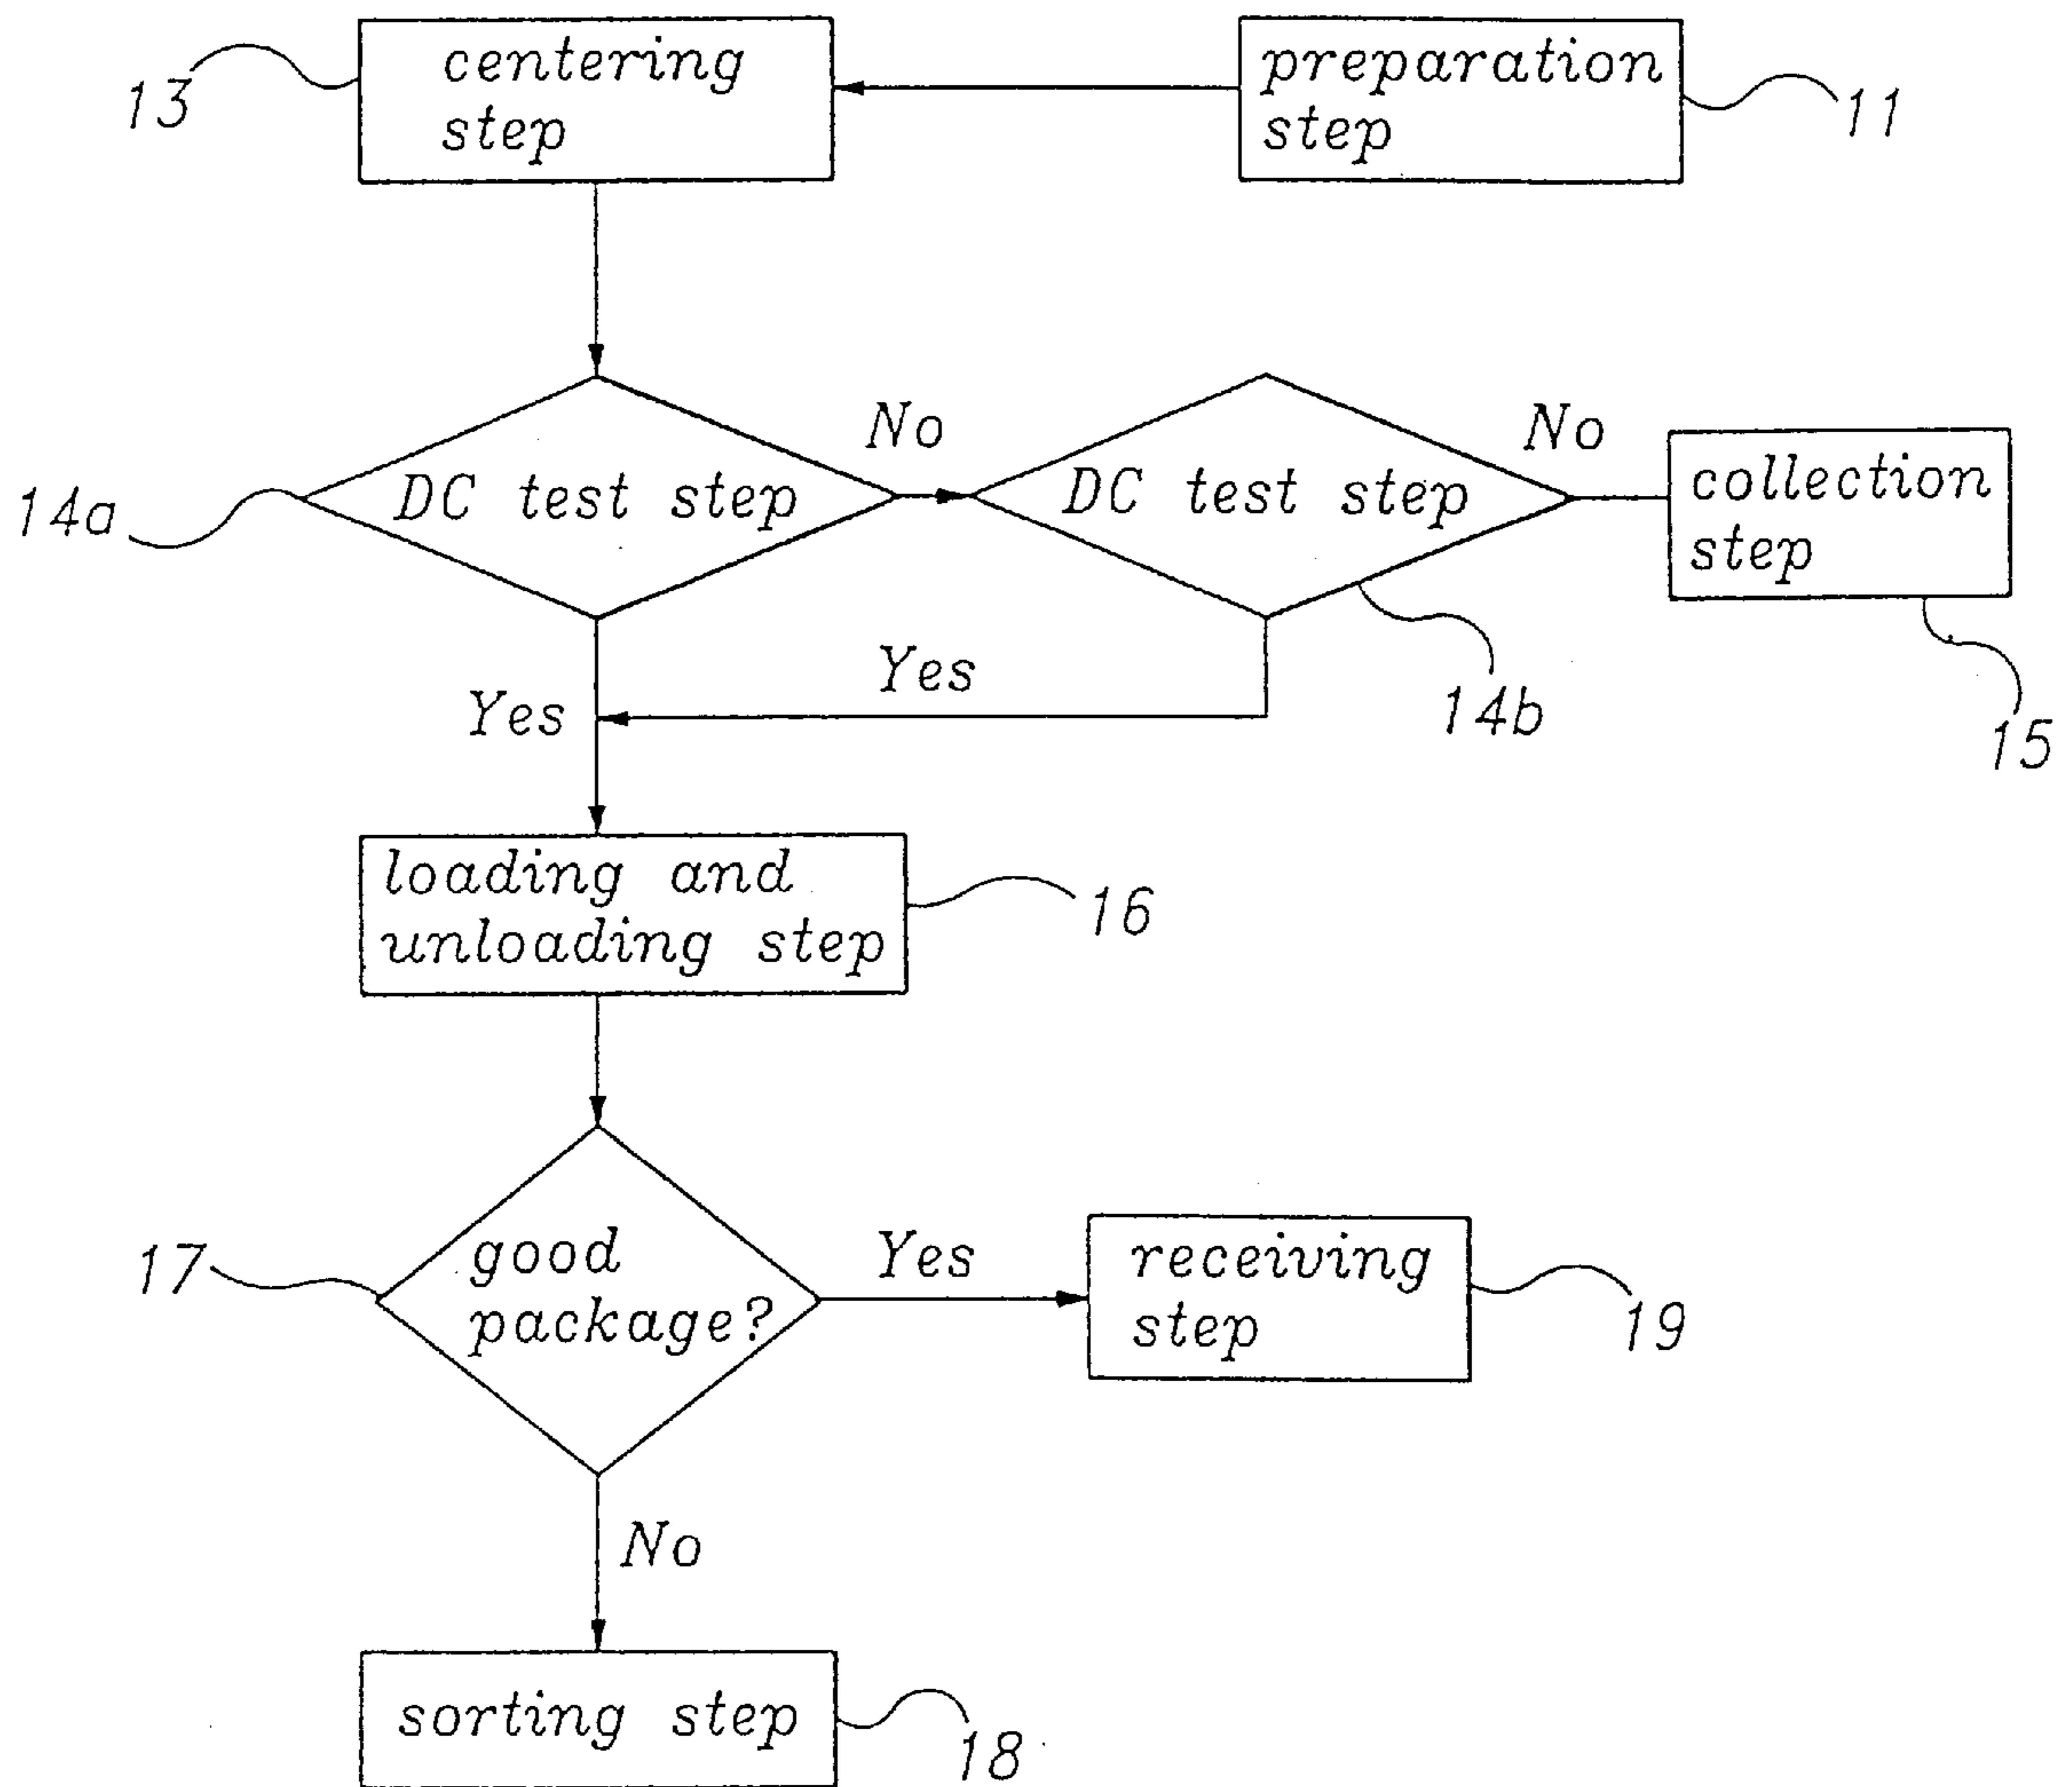 centering
step
13
preparation
step
11
DC test step
14a
No
DC test step
14b
No
collection
step
15
Yes
Yes
loading and
unloading step
16
good
package?
17
Yes
receiving
step
19
No
sorting step
18